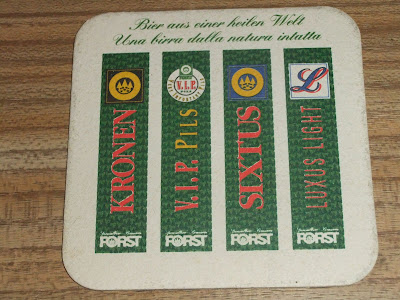 Bier aus einer heilen Welt
Una birra dalla natura intatta
KRONEN
V.I.P.
V.I.P. PILS
SIXTUS
L
LUXUS LIGHT
FORST
FORST
FORST
FORST